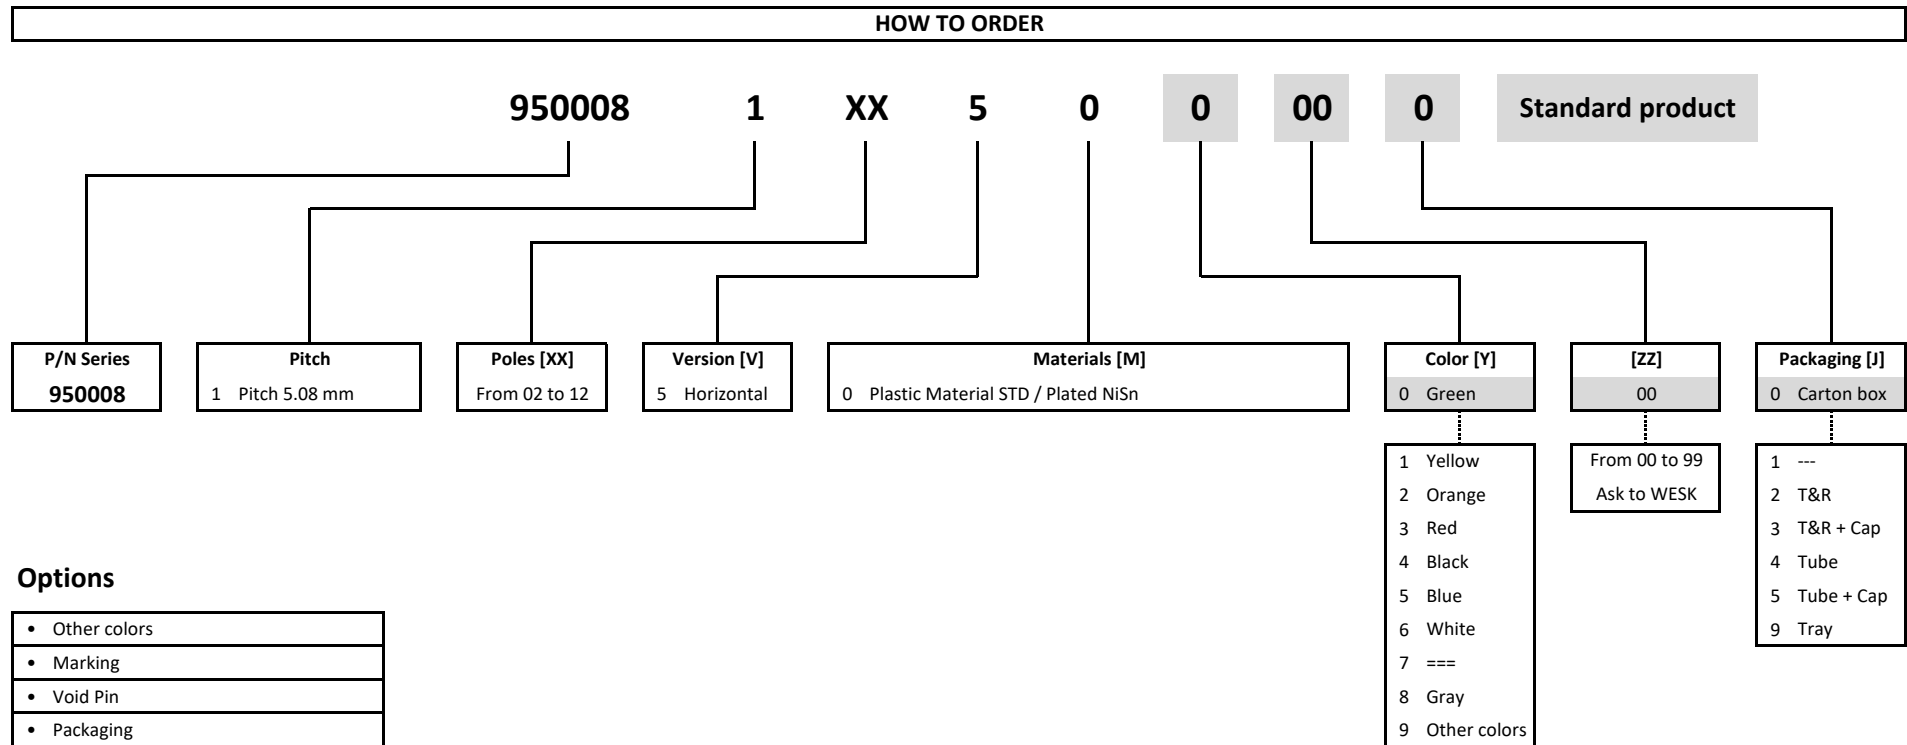 HOW TO ORDER
950008 1 XX 5 0 0 00 0 Standard product
P/N Series Pitch Poles [XX] Version [V] Materials [M] Color [Y] [ZZ] Packaging [J]
950008 1 Pitch 5.08 mm From 02 to 12 5 Horizontal 0 Plastic Material STD / Plated NiSn 0 Green 00 0 Carton box
1 Yellow From 00 to 99 1 ---
2 Orange Ask to WESK 2 T&R
3 Red 3 T&R + Cap
4 Black 4 Tube
Options
5 Blue 5 Tube + Cap
• Other colors 6 White 9 Tray
• Marking 7 ===
• Void Pin 8 Gray
• Packaging 9 Other colors